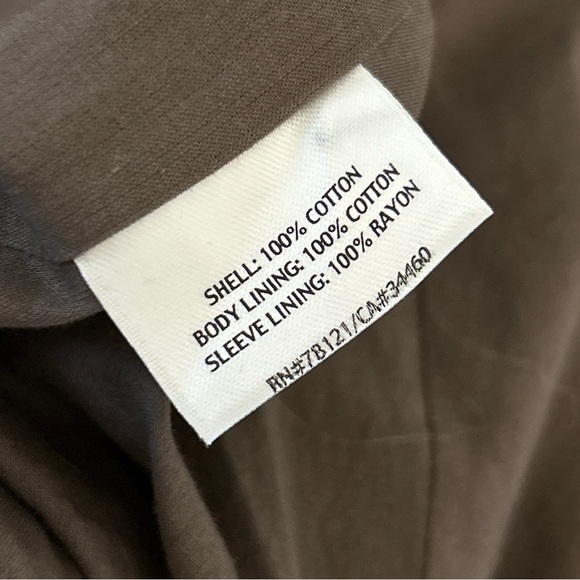 SHELL: 100% COTTON
BODY LINING: 100% COTTON
SLEEVE LINING: 100% RAYON
RN#78121/CA#34460